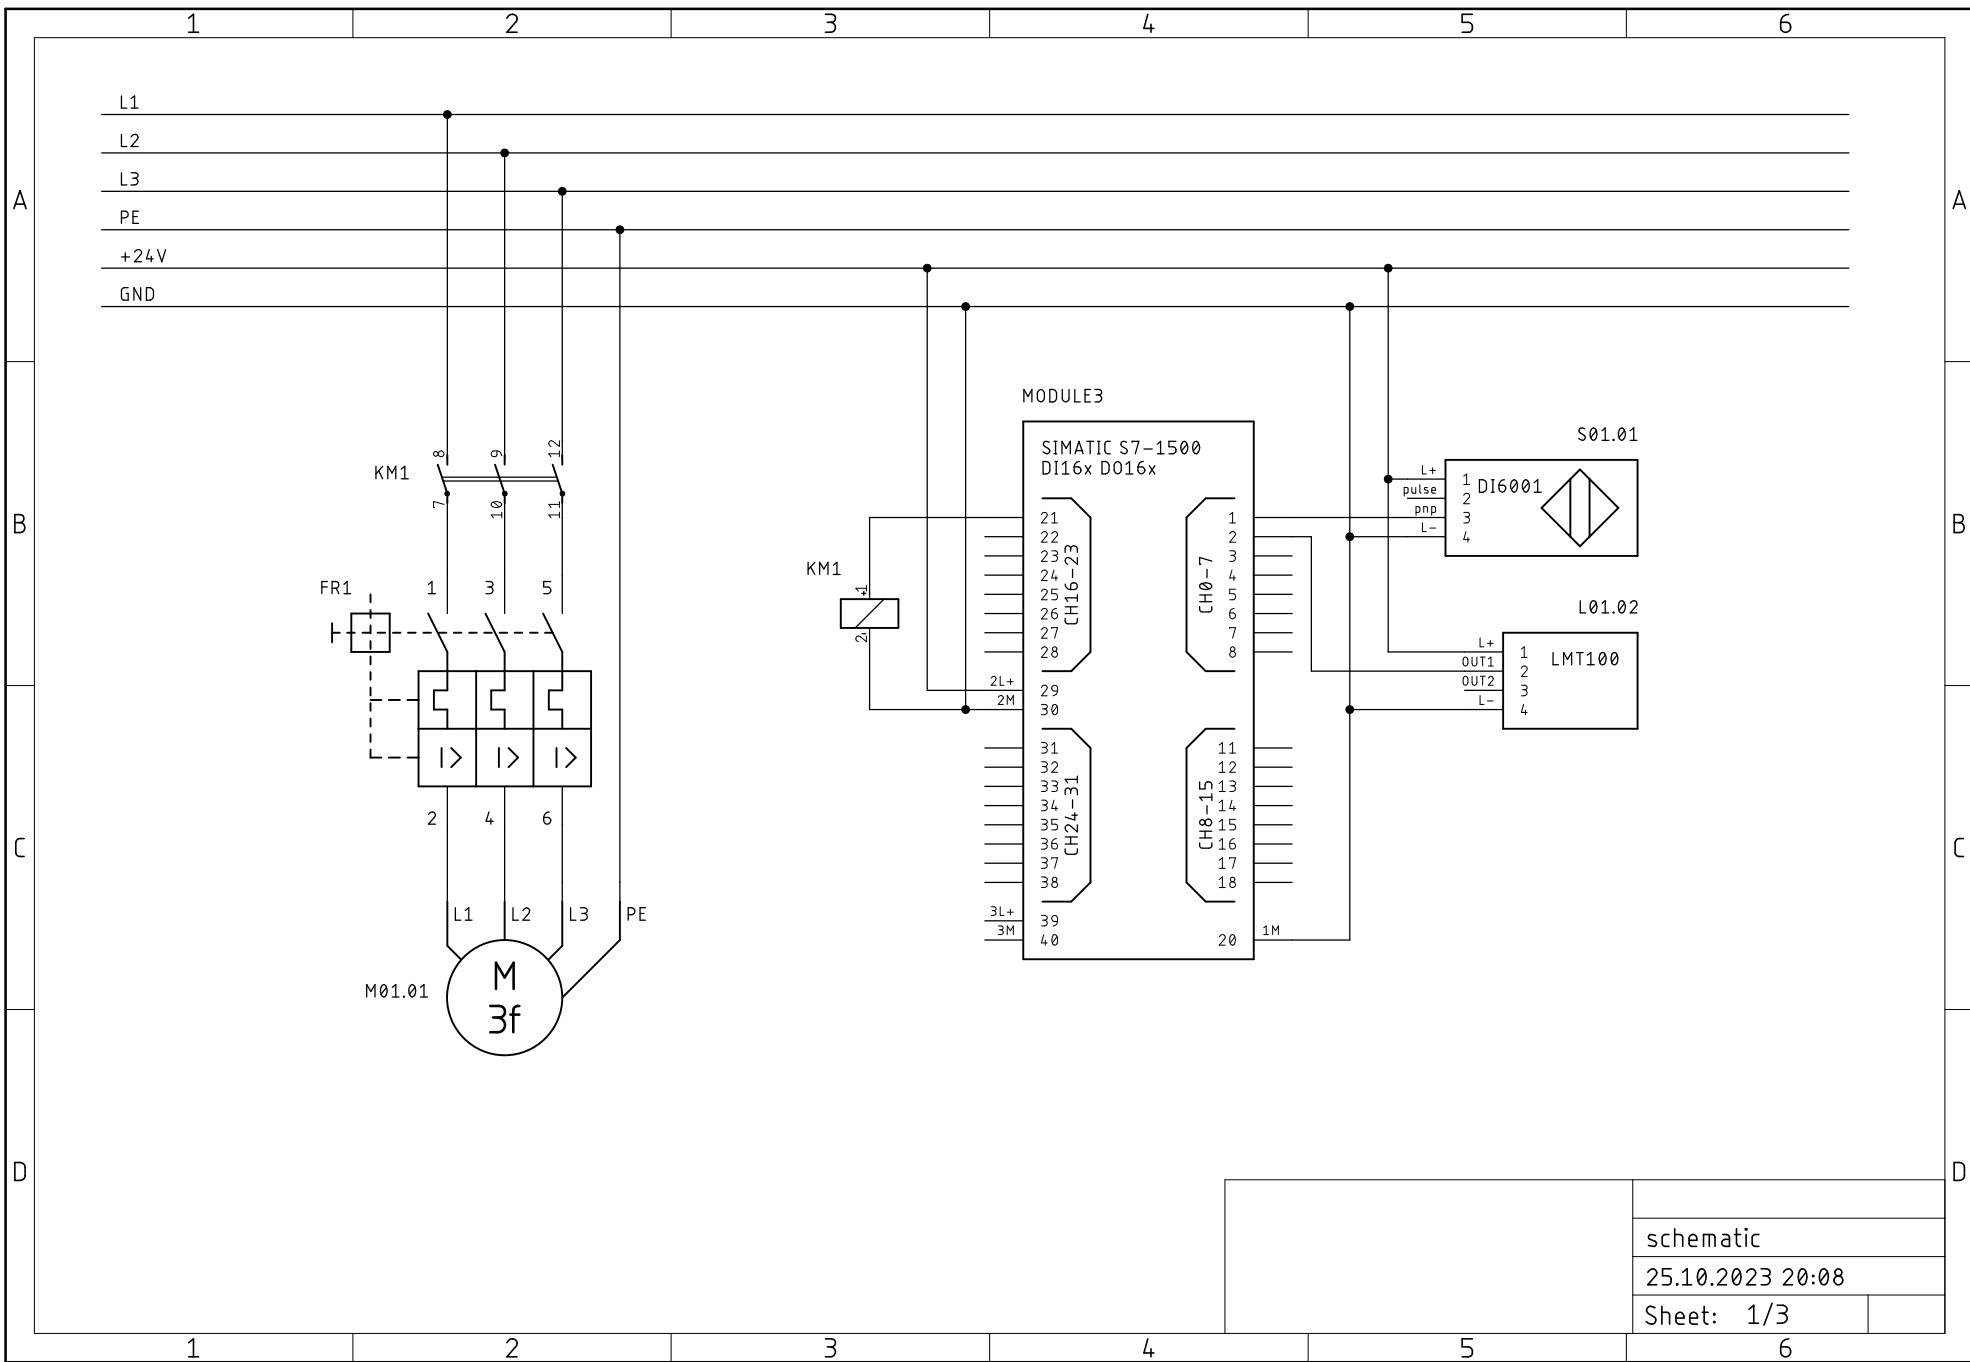 1 2 3 4 5 6
L1
L2
L3
A A
PE
+24V
GND
MODULE3
SIMATIC S7-1500
DI16x DO16x
S01.01
KM1
8 9 12
7 10 11
L+ 1 DI6001
pulse 2
pnp 3
L- 4
B B
21 1
22 2
23 3
24 4
25 5
26 6
27 7
28 8
CH16-23
CH0-7
KM1
+1
2-
FR1
1 3 5
L01.02
L+ 1 LMT100
OUT1 2
OUT2 3
L- 4
2L+ 29
2M 30
I> I> I>
2 4 6
31 11
32 12
33 13
34 14
35 15
36 16
37 17
38 18
CH24-31
CH8-15
C C
3L+ 39
3M 40
20 1M
L1 L2 L3 PE
M01.01
M
3f
D D
schematic
25.10.2023 20:08
Sheet: 1/3
1 2 3 4 5 6